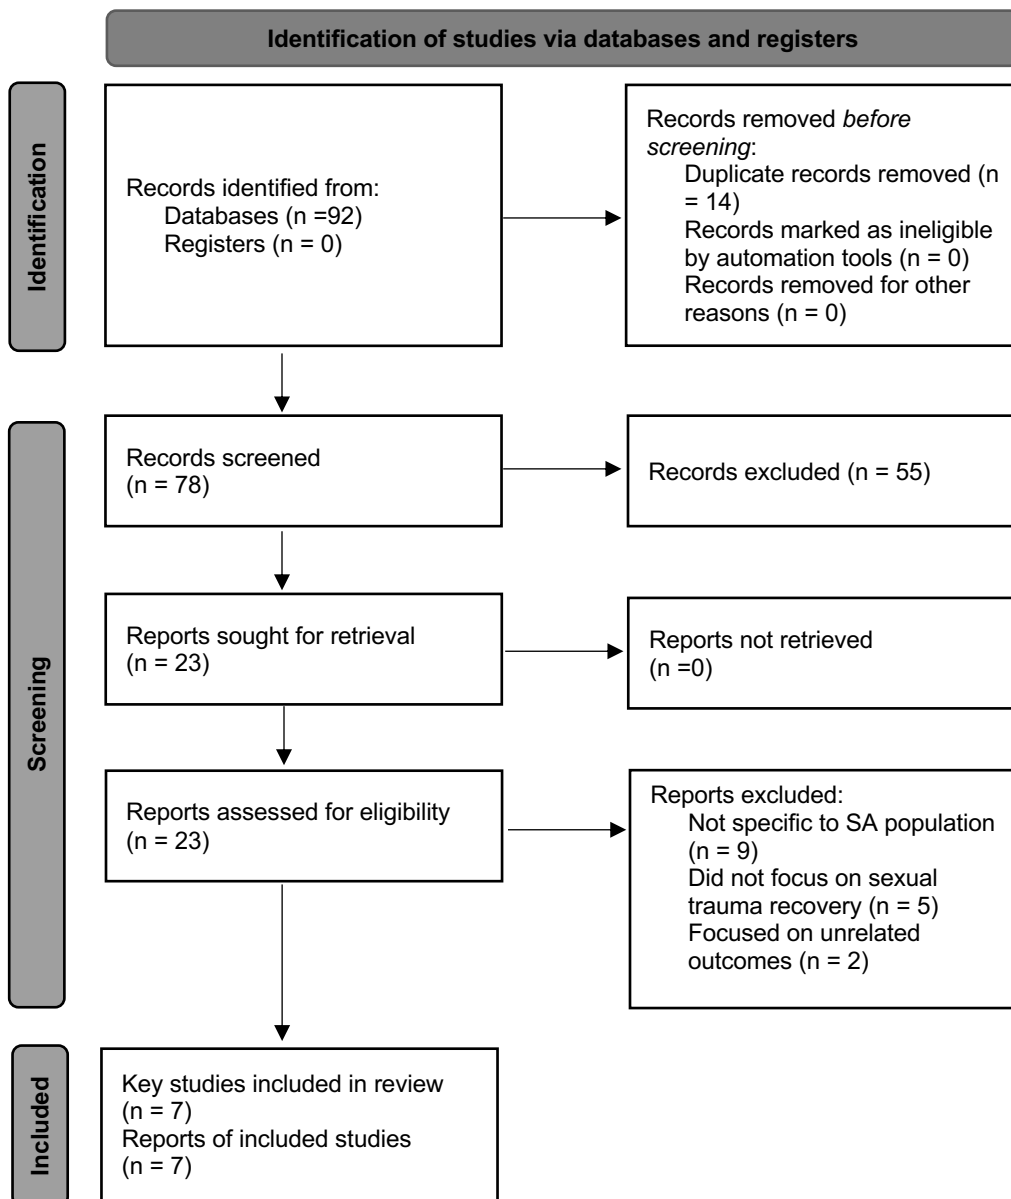 Identification of studies via databases and registers
Identification
Records identified from:
Databases (n =92)
Registers (n = 0)
Records removed before
screening:
Duplicate records removed (n
= 14)
Records marked as ineligible
by automation tools (n = 0)
Records removed for other
reasons (n = 0)
Screening
Records screened
(n = 78)
Records excluded (n = 55)
Reports sought for retrieval
(n = 23)
Reports not retrieved
(n =0)
Reports assessed for eligibility
(n = 23)
Reports excluded:
Not specific to SA population
(n = 9)
Did not focus on sexual
trauma recovery (n = 5)
Focused on unrelated
outcomes (n = 2)
Included
Key studies included in review
(n = 7)
Reports of included studies
(n = 7)